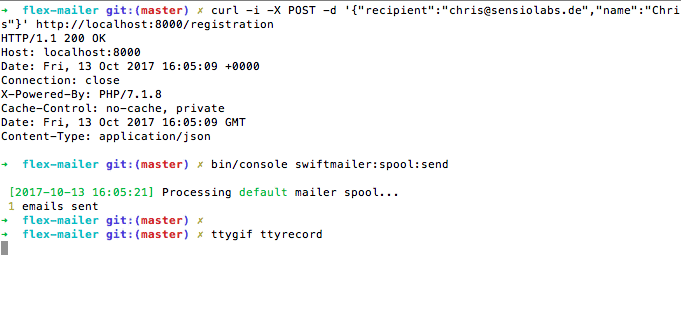 ➜  flex-mailer git:(master) ✗ curl -i -X POST -d '{"recipient":"chris@sensiolabs.de","name":"Chri
s"}' http://localhost:8000/registration
HTTP/1.1 200 OK
Host: localhost:8000
Date: Fri, 13 Oct 2017 16:05:09 +0000
Connection: close
X-Powered-By: PHP/7.1.8
Cache-Control: no-cache, private
Date: Fri, 13 Oct 2017 16:05:09 GMT
Content-Type: application/json

➜  flex-mailer git:(master) ✗ bin/console swiftmailer:spool:send

 [2017-10-13 16:05:21] Processing default mailer spool...
 1 emails sent
➜  flex-mailer git:(master) ✗
➜  flex-mailer git:(master) ✗ ttygif ttyrecord